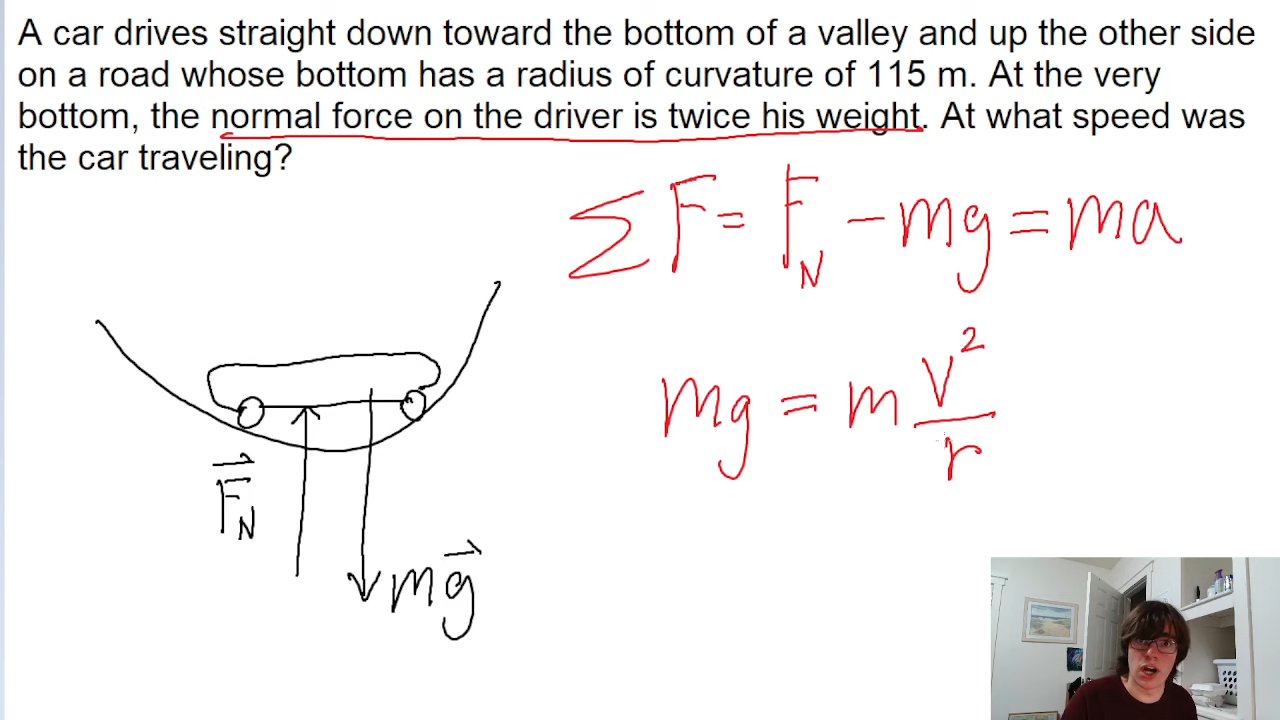 A car drives straight down toward the bottom of a valley and up the other side
on a road whose bottom has a radius of curvature of 115 m. At the very
bottom, the normal force on the driver is twice his weight. At what speed was
the car traveling?
∑F = F_N - mg = ma
mg = m v²/r
F⃗_N
mg⃗